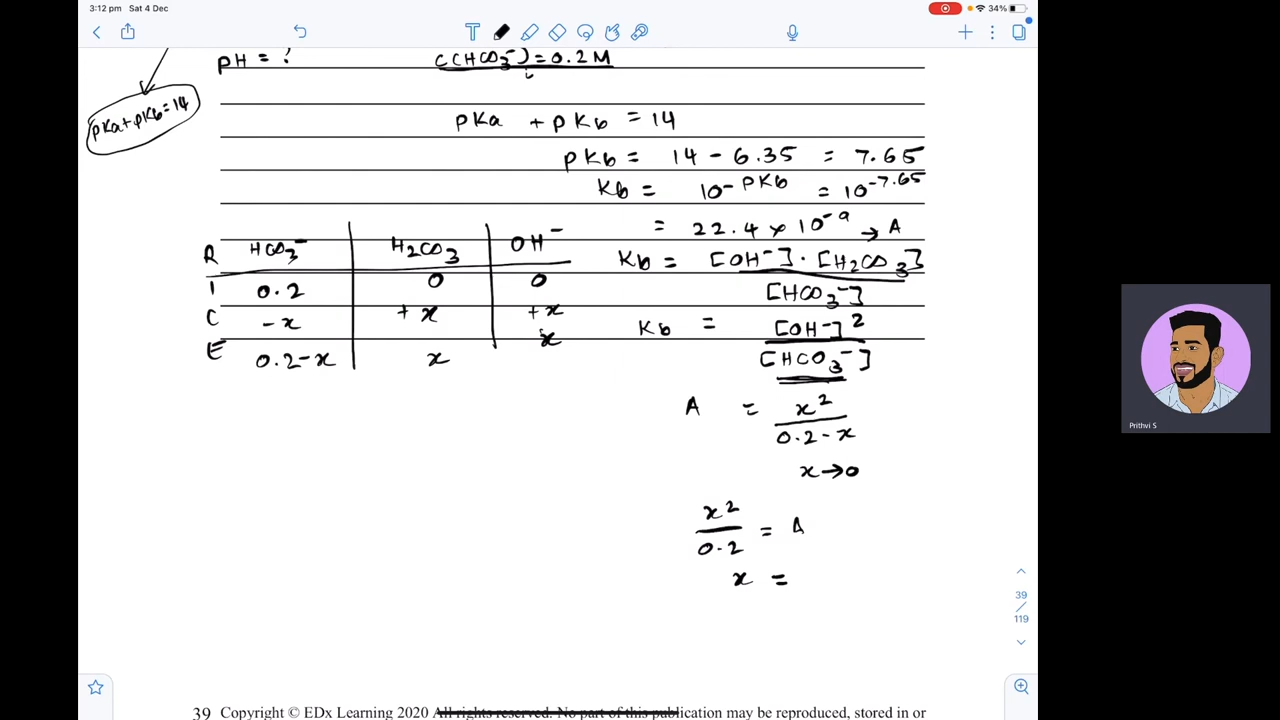 3:12 pm Sat 4 Dec
34%
pH = ?
C(HCO3⁻) = 0.2 M
pKa + pKb = 14
pKa + pKb = 14
pKb = 14 - 6.35 = 7.65
Kb = 10^-pKb = 10^-7.65
= 22.4 × 10^-9 → A
R HCO3⁻ H2CO3 OH⁻
Kb = [OH⁻] · [H2CO3]
I 0.2 0 0
[HCO3⁻]
C -x +x +x
Kb = [OH⁻]²
E 0.2-x x x
[HCO3⁻]
A = x²
0.2-x
x → 0
x²
0.2 = A
x =
Prithvi S
39
/
119
39 Copyright © EDx Learning 2020 All rights reserved. No part of this publication may be reproduced, stored in or